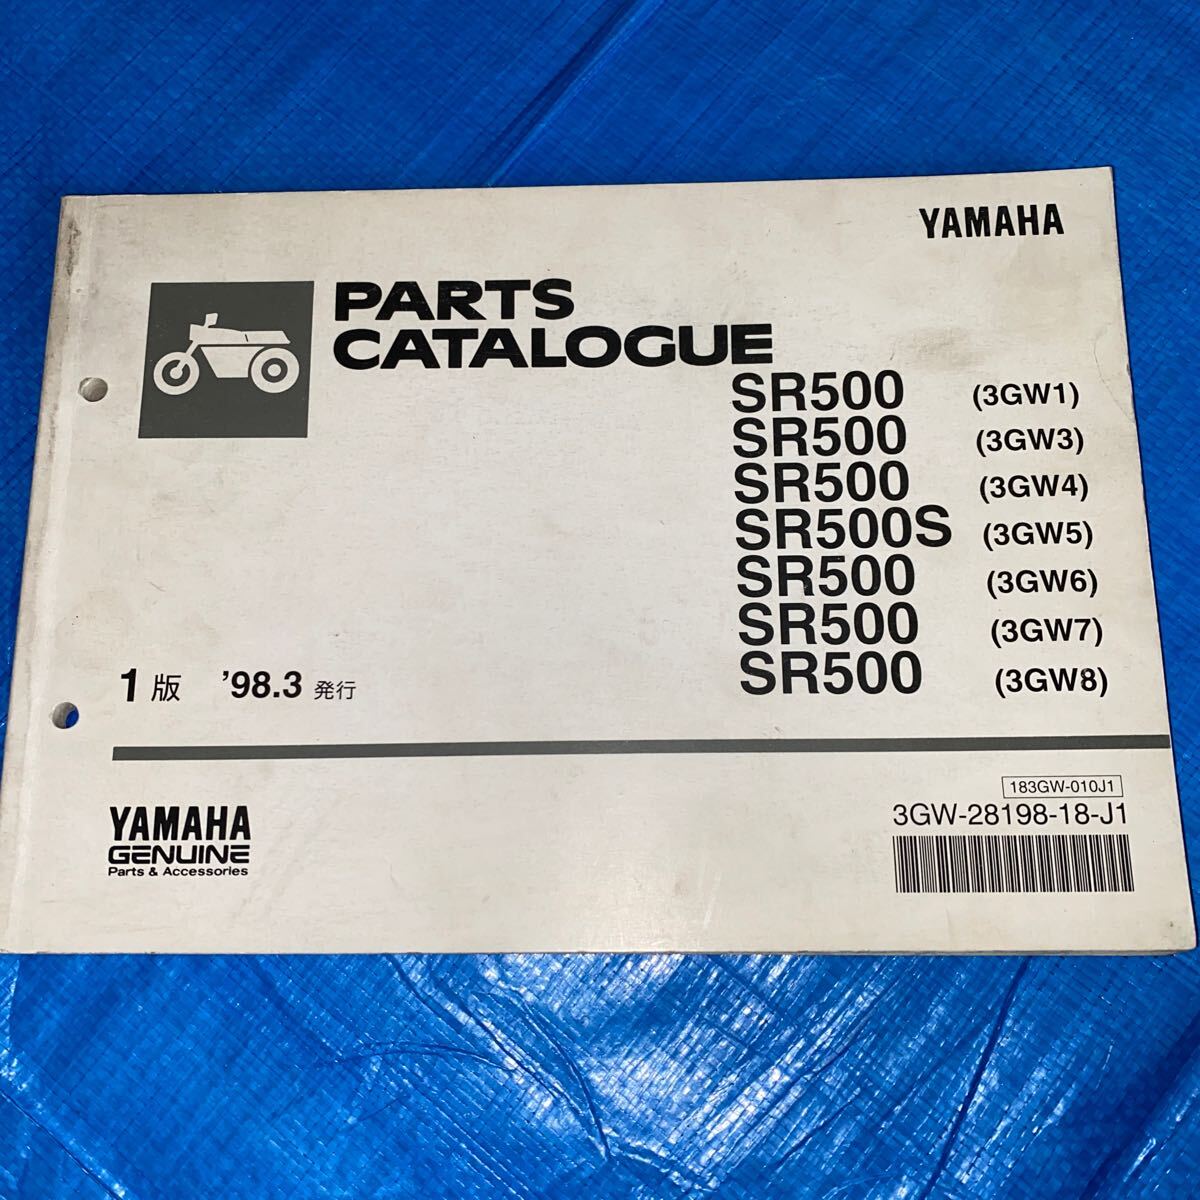 YAMAHA
PARTS
CATALOGUE
SR500 (3GW1)
SR500 (3GW3)
SR500 (3GW4)
SR500S (3GW5)
SR500 (3GW6)
SR500 (3GW7)
SR500 (3GW8)
1版 '98.3 発行
183GW-010J1
3GW-28198-18-J1
YAMAHA
GENUINE
Parts & Accessories